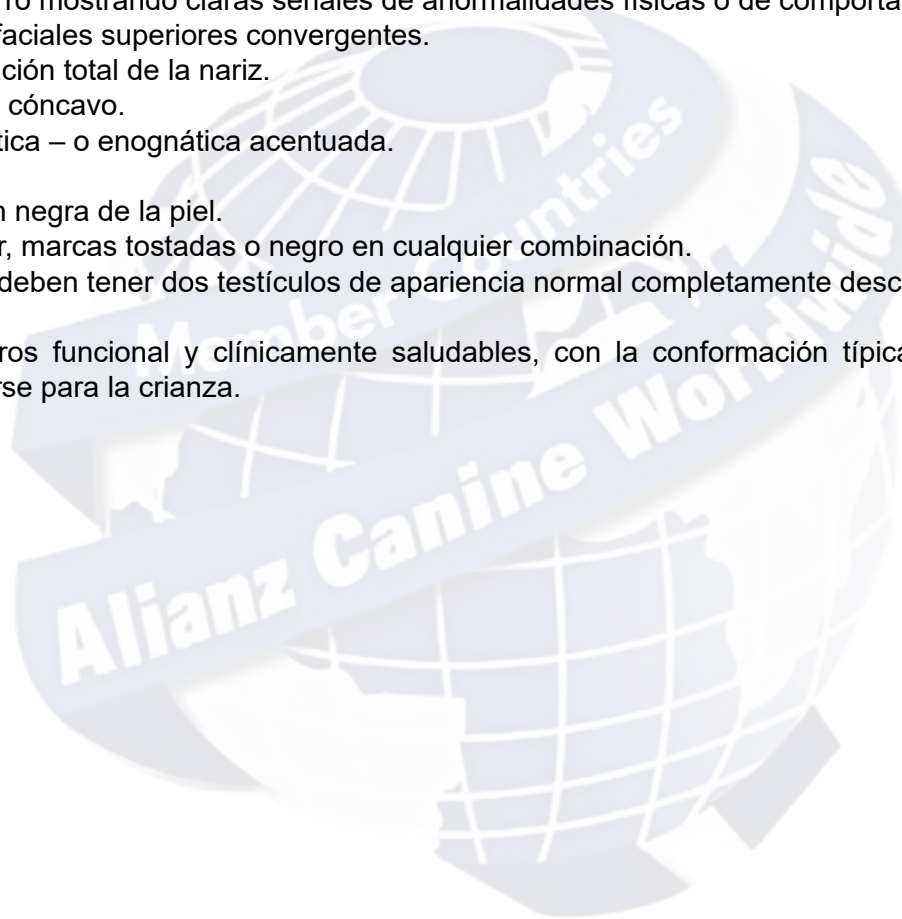 ro mostrando claras señales de anormalidades físicas o de comporta
faciales superiores convergentes.
ción total de la nariz.
cóncavo.
tica – o enognática acentuada.
n negra de la piel.
r, marcas tostadas o negro en cualquier combinación.
deben tener dos testículos de apariencia normal completamente desc
ros funcional y clínicamente saludables, con la conformación típica
rse para la crianza.
Member Countries
Alianz Canine Worldwide